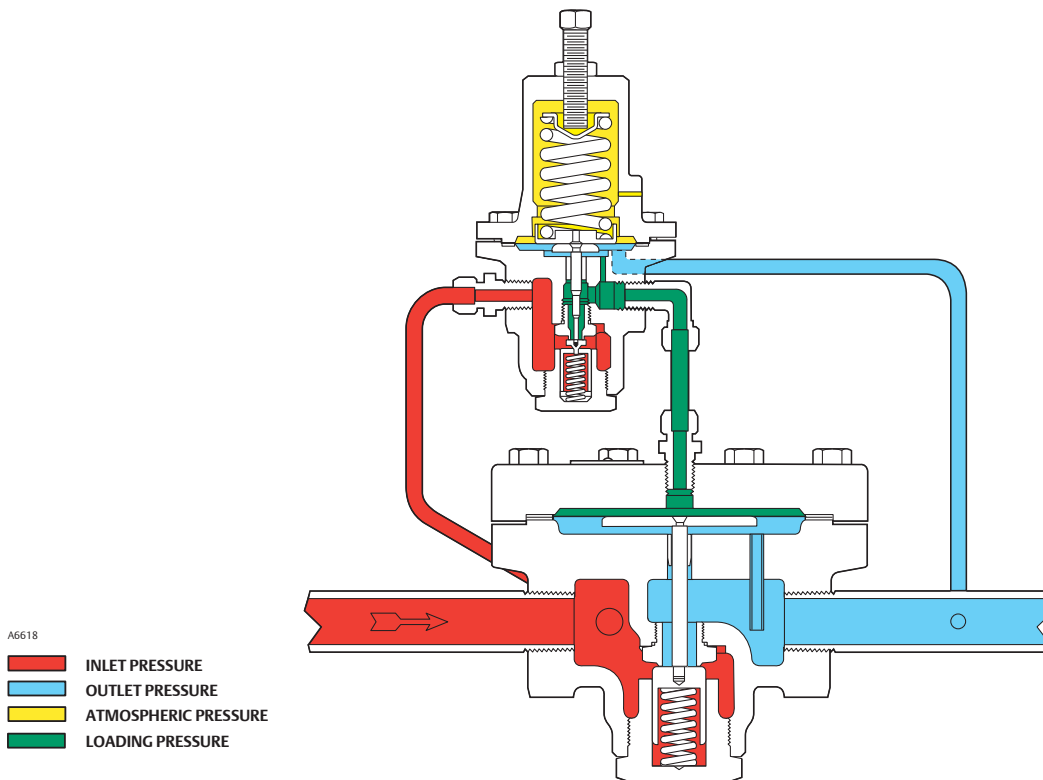 A6618
INLET PRESSURE
OUTLET PRESSURE
ATMOSPHERIC PRESSURE
LOADING PRESSURE